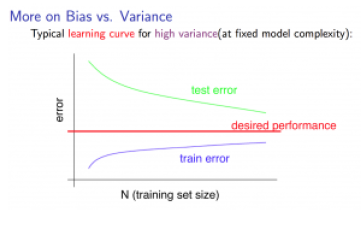 More on Bias vs. Variance
Typical learning curve for high variance(at fixed model complexity):
test error
desired performance
train error
error
N (training set size)